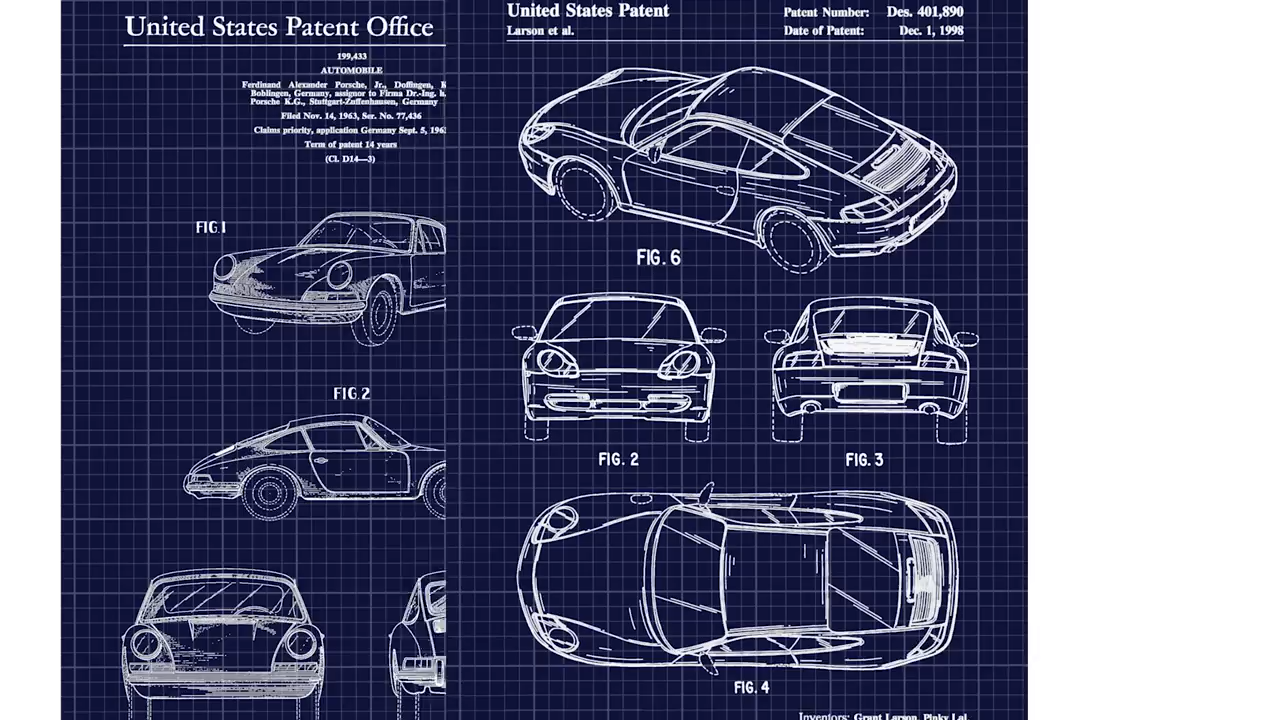 United States Patent Office
199,433
AUTOMOBILE
Ferdinand Alexander Porsche, Jr., Doffingen, K
Boblingen, Germany, assignor to Firma Dr.-Ing. h.
Porsche K.G., Stuttgart-Zuffenhausen, Germany
Filed Nov. 14, 1963, Ser. No. 77,436
Claims priority, application Germany Sept. 5, 196
Term of patent 14 years
(Cl. D14—3)
FIG.1
FIG.2
United States Patent
Larson et al.
Patent Number: Des. 401,890
Date of Patent: Dec. 1, 1998
FIG. 6
FIG. 2
FIG. 3
FIG. 4
Inventors: Grant Larson, Pinky Lai,